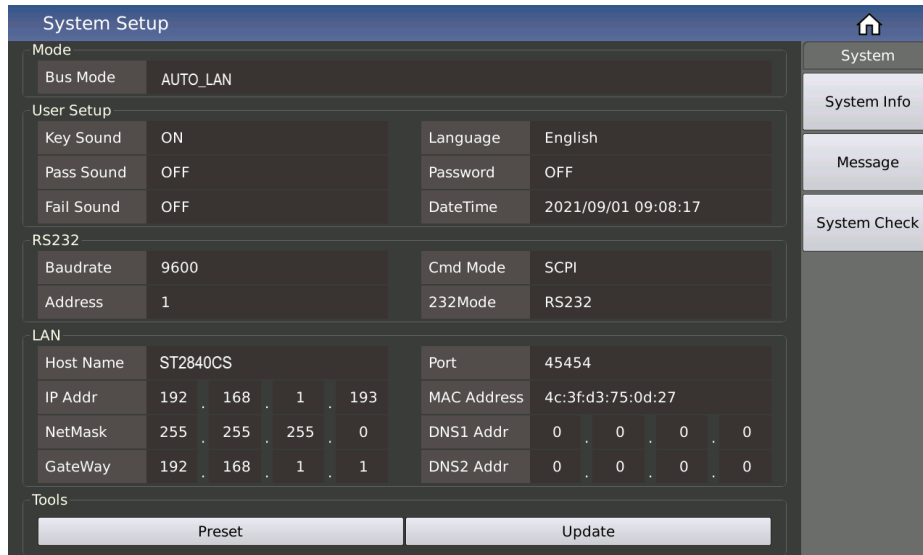 System Setup
System
Mode
Bus Mode AUTO_LAN
System Info
User Setup
Key Sound ON Language English
Message
Pass Sound OFF Password OFF
Fail Sound OFF DateTime 2021/09/01 09:08:17
System Check
RS232
Baudrate 9600 Cmd Mode SCPI
Address 1 232Mode RS232
LAN
Host Name ST2840CS Port 45454
IP Addr 192 . 168 . 1 . 193 MAC Address 4c:3f:d3:75:0d:27
NetMask 255 . 255 . 255 . 0 DNS1 Addr 0 . 0 . 0 . 0
GateWay 192 . 168 . 1 . 1 DNS2 Addr 0 . 0 . 0 . 0
Tools
Preset Update